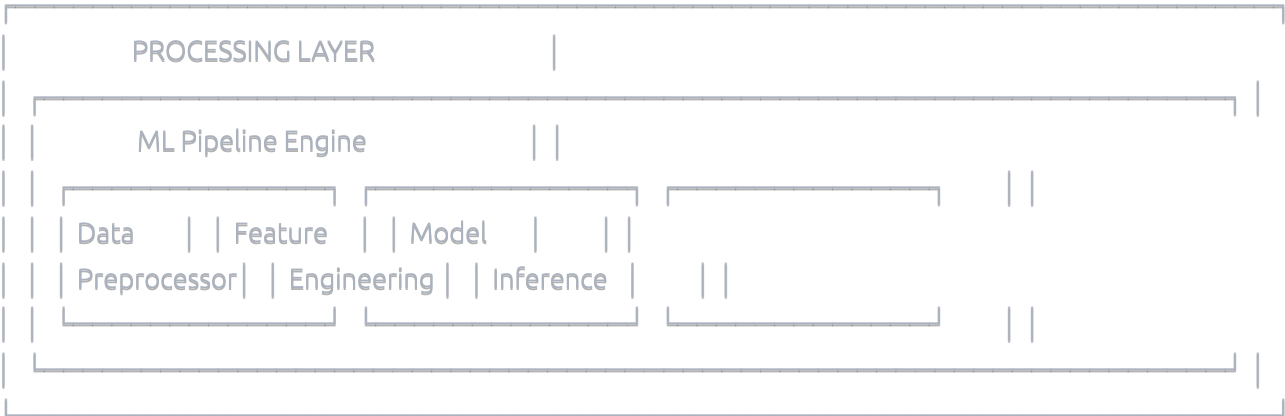 PROCESSING LAYER
ML Pipeline Engine
Data Feature Model
Preprocessor Engineering Inference